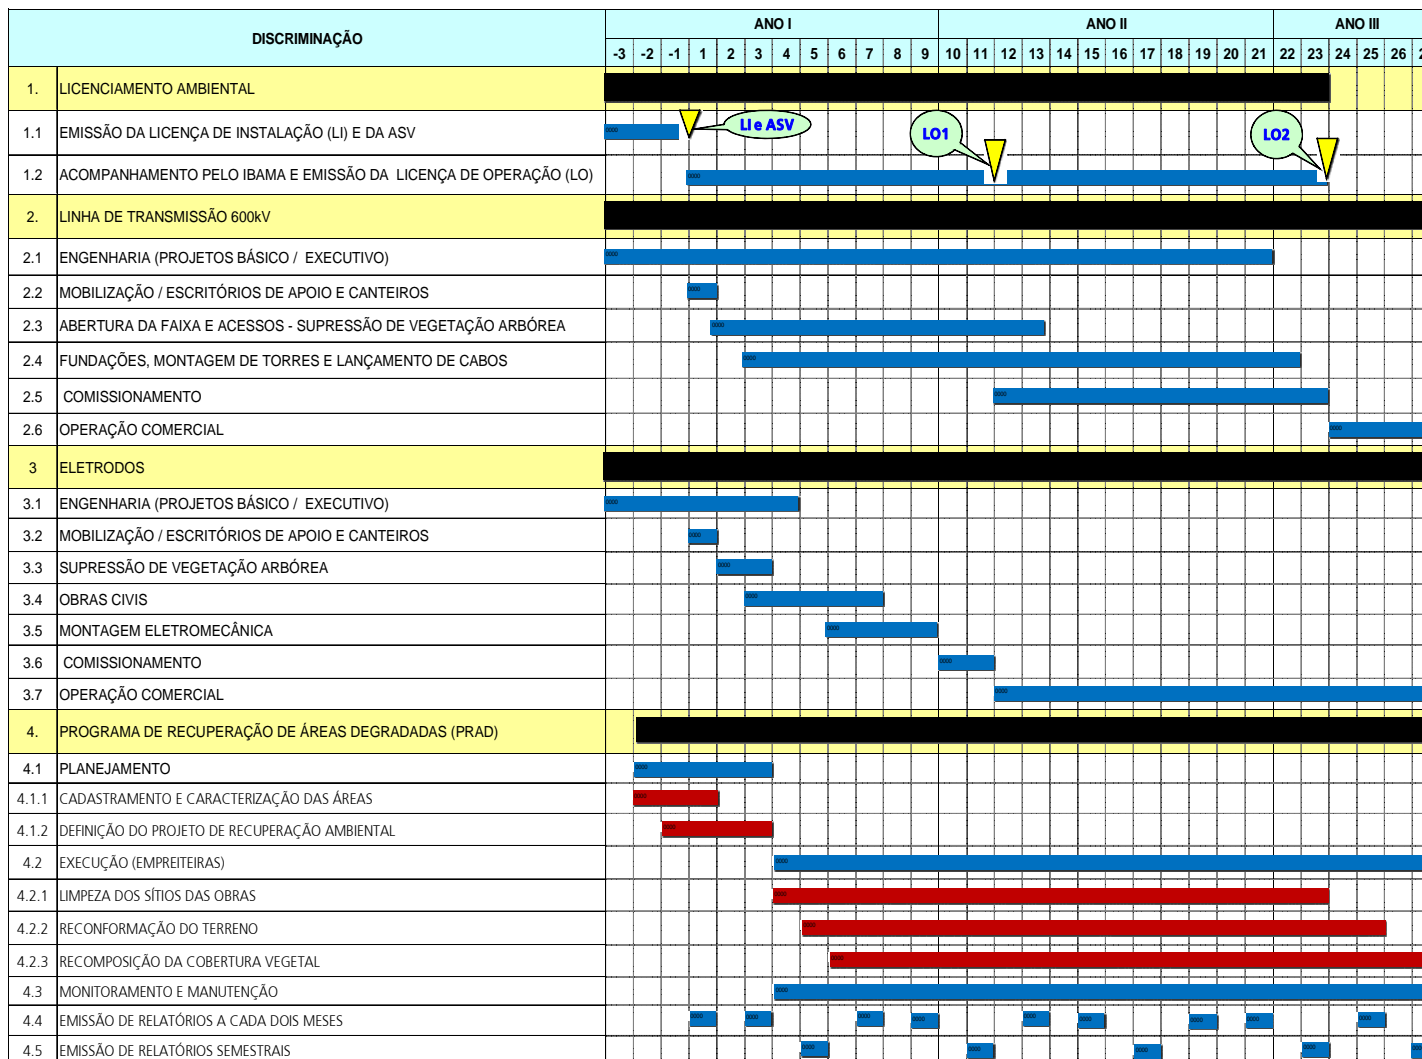 DISCRIMINAÇÃO
ANO I ANO II ANO III
-3 -2 -1 1 2 3 4 5 6 7 8 9 10 11 12 13 14 15 16 17 18 19 20 21 22 23 24 25 26 2
1. LICENCIAMENTO AMBIENTAL
1.1 EMISSÃO DA LICENÇA DE INSTALAÇÃO (LI) E DA ASV
LI e ASV
LO1
LO2
1.2 ACOMPANHAMENTO PELO IBAMA E EMISSÃO DA LICENÇA DE OPERAÇÃO (LO)
2. LINHA DE TRANSMISSÃO 600kV
2.1 ENGENHARIA (PROJETOS BÁSICO / EXECUTIVO)
2.2 MOBILIZAÇÃO / ESCRITÓRIOS DE APOIO E CANTEIROS
2.3 ABERTURA DA FAIXA E ACESSOS - SUPRESSÃO DE VEGETAÇÃO ARBÓREA
2.4 FUNDAÇÕES, MONTAGEM DE TORRES E LANÇAMENTO DE CABOS
2.5 COMISSIONAMENTO
2.6 OPERAÇÃO COMERCIAL
3 ELETRODOS
3.1 ENGENHARIA (PROJETOS BÁSICO / EXECUTIVO)
3.2 MOBILIZAÇÃO / ESCRITÓRIOS DE APOIO E CANTEIROS
3.3 SUPRESSÃO DE VEGETAÇÃO ARBÓREA
3.4 OBRAS CIVIS
3.5 MONTAGEM ELETROMECÂNICA
3.6 COMISSIONAMENTO
3.7 OPERAÇÃO COMERCIAL
4. PROGRAMA DE RECUPERAÇÃO DE ÁREAS DEGRADADAS (PRAD)
4.1 PLANEJAMENTO
4.1.1 CADASTRAMENTO E CARACTERIZAÇÃO DAS ÁREAS
4.1.2 DEFINIÇÃO DO PROJETO DE RECUPERAÇÃO AMBIENTAL
4.2 EXECUÇÃO (EMPREITEIRAS)
4.2.1 LIMPEZA DOS SÍTIOS DAS OBRAS
4.2.2 RECONFORMAÇÃO DO TERRENO
4.2.3 RECOMPOSIÇÃO DA COBERTURA VEGETAL
4.3 MONITORAMENTO E MANUTENÇÃO
4.4 EMISSÃO DE RELATÓRIOS A CADA DOIS MESES
4.5 EMISSÃO DE RELATÓRIOS SEMESTRAIS